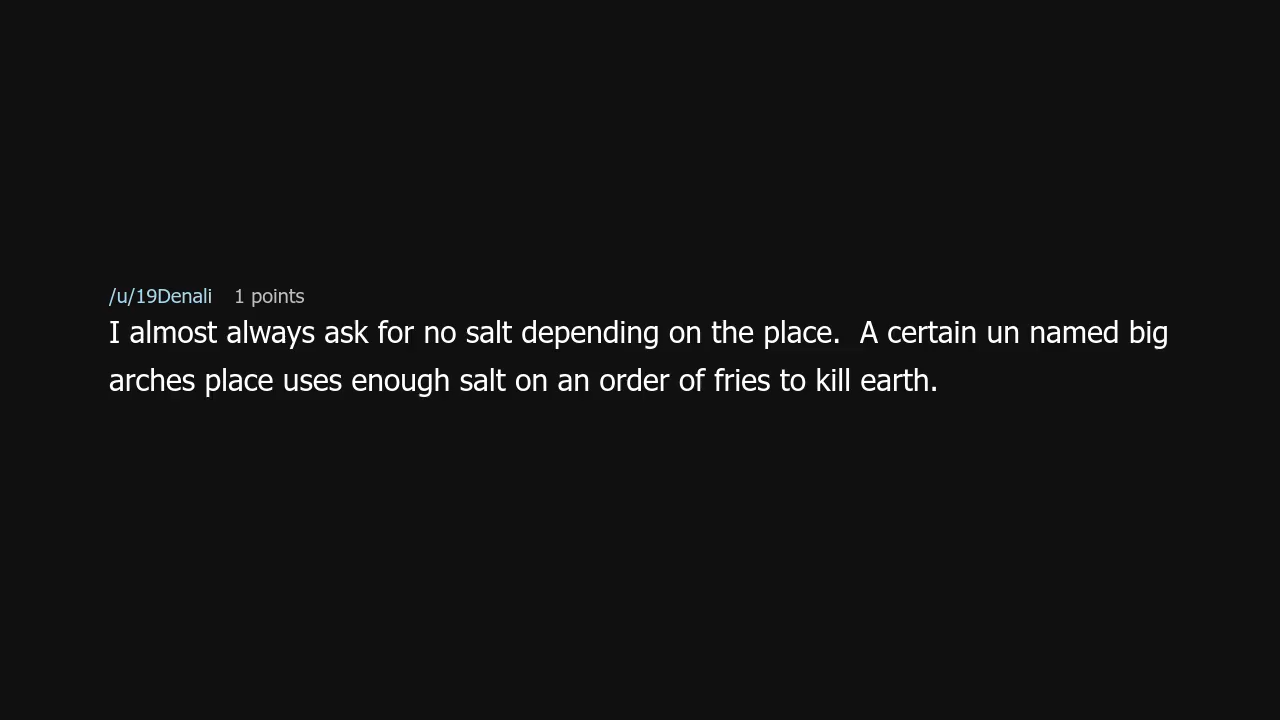 /u/19Denali 1 points
I almost always ask for no salt depending on the place.  A certain un named big
arches place uses enough salt on an order of fries to kill earth.